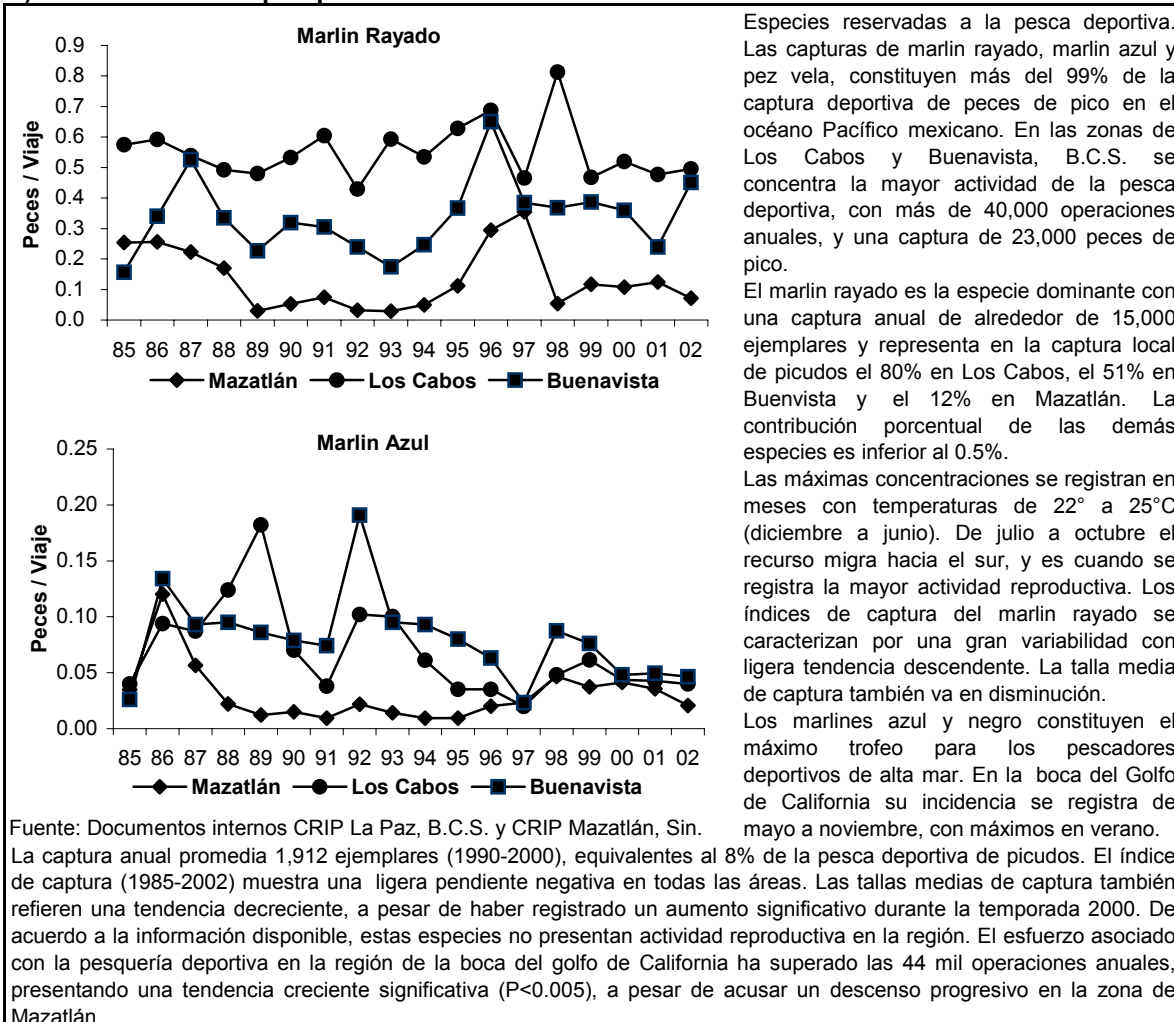 Marlin Rayado
Peces / Viaje
0.9
0.8
0.7
0.6
0.5
0.4
0.3
0.2
0.1
0.0
85 86 87 88 89 90 91 92 93 94 95 96 97 98 99 00 01 02
Mazatlán Los Cabos Buenavista
Marlin Azul
Peces / Viaje
0.25
0.20
0.15
0.10
0.05
0.00
85 86 87 88 89 90 91 92 93 94 95 96 97 98 99 00 01 02
Mazatlán Los Cabos Buenavista
Fuente: Documentos internos CRIP La Paz, B.C.S. y CRIP Mazatlán, Sin.
Especies reservadas a la pesca deportiva.
Las capturas de marlin rayado, marlin azul y
pez vela, constituyen más del 99% de la
captura deportiva de peces de pico en el
océano Pacífico mexicano. En las zonas de
Los Cabos y Buenavista, B.C.S. se
concentra la mayor actividad de la pesca
deportiva, con más de 40,000 operaciones
anuales, y una captura de 23,000 peces de
pico.
El marlin rayado es la especie dominante con
una captura anual de alrededor de 15,000
ejemplares y representa en la captura local
de picudos el 80% en Los Cabos, el 51% en
Buenvista y el 12% en Mazatlán. La
contribución porcentual de las demás
especies es inferior al 0.5%.
Las máximas concentraciones se registran en
meses con temperaturas de 22° a 25°C
(diciembre a junio). De julio a octubre el
recurso migra hacia el sur, y es cuando se
registra la mayor actividad reproductiva. Los
índices de captura del marlin rayado se
caracterizan por una gran variabilidad con
ligera tendencia descendente. La talla media
de captura también va en disminución.
Los marlines azul y negro constituyen el
máximo trofeo para los pescadores
deportivos de alta mar. En la boca del Golfo
de California su incidencia se registra de
mayo a noviembre, con máximos en verano.
La captura anual promedia 1,912 ejemplares (1990-2000), equivalentes al 8% de la pesca deportiva de picudos. El índice
de captura (1985-2002) muestra una ligera pendiente negativa en todas las áreas. Las tallas medias de captura también
refieren una tendencia decreciente, a pesar de haber registrado un aumento significativo durante la temporada 2000. De
acuerdo a la información disponible, estas especies no presentan actividad reproductiva en la región. El esfuerzo asociado
con la pesquería deportiva en la región de la boca del golfo de California ha superado las 44 mil operaciones anuales,
presentando una tendencia creciente significativa (P<0.005), a pesar de acusar un descenso progresivo en la zona de
Mazatlán